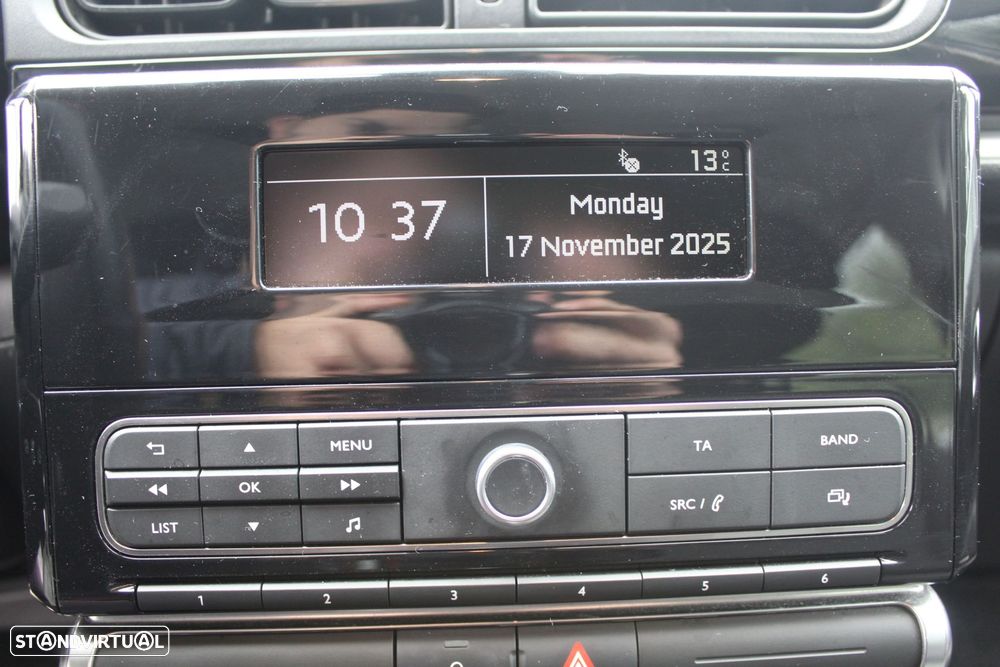 13°C
10 37
Monday
17 November 2025
MENU
TA
BAND
OK
SRC /
LIST
1 2 3 4 5 6
STANDVIRTUAL